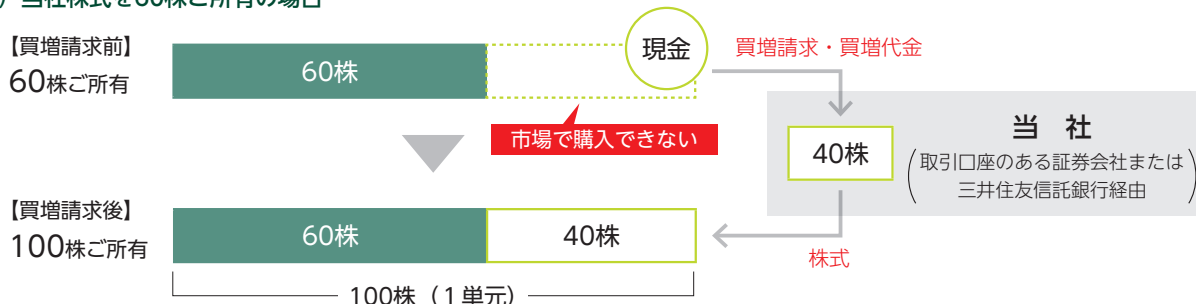 当社株式を60株ご所有の場合
【買増請求前】
60株ご所有
60株
現金
買増請求・買増代金
市場で購入できない
40株
当 社
取引口座のある証券会社または
三井住友信託銀行経由
【買増請求後】
100株ご所有
60株
40株
株式
100株（1単元）